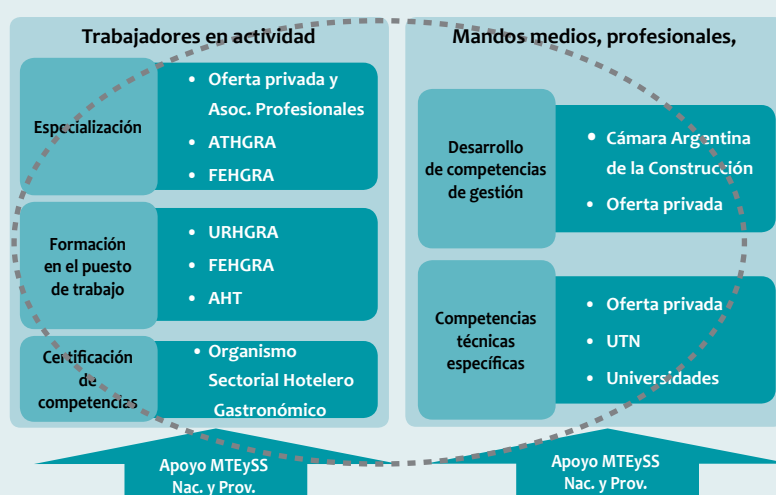 Trabajadores en actividad
Especialización
• Oferta privada y
Asoc. Profesionales
• ATHGRA
• FEHGRA
Formación
en el puesto
de trabajo
• URHGRA
• FEHGRA
• AHT
Certificación
de
competencias
• Organismo
Sectorial Hotelero
Gastronómico
Apoyo MTEySS
Nac. y Prov.
Mandos medios, profesionales,
Desarrollo
de competencias
de gestión
• Cámara Argentina
de la Construcción
• Oferta privada
Competencias
técnicas
específicas
• Oferta privada
• UTN
• Universidades
Apoyo MTEySS
Nac. y Prov.